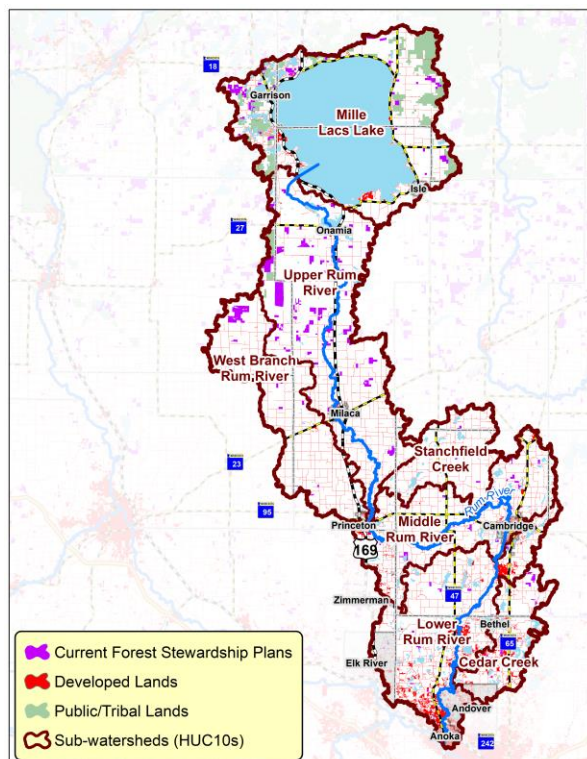 18
Garrison
Mille
Lacs Lake
Isle
27
Onamia
Upper Rum
River
West Branch
Rum River
Milaca
Stanchfield
Creek
23
95
Rum River
Princeton
Middle
Rum River
Cambridge
169
Zimmerman
47
Lower
Rum River
Bethel
65
Elk River
Cedar Creek
Andover
Anoka
242
Current Forest Stewardship Plans
Developed Lands
Public/Tribal Lands
Sub-watersheds (HUC10s)